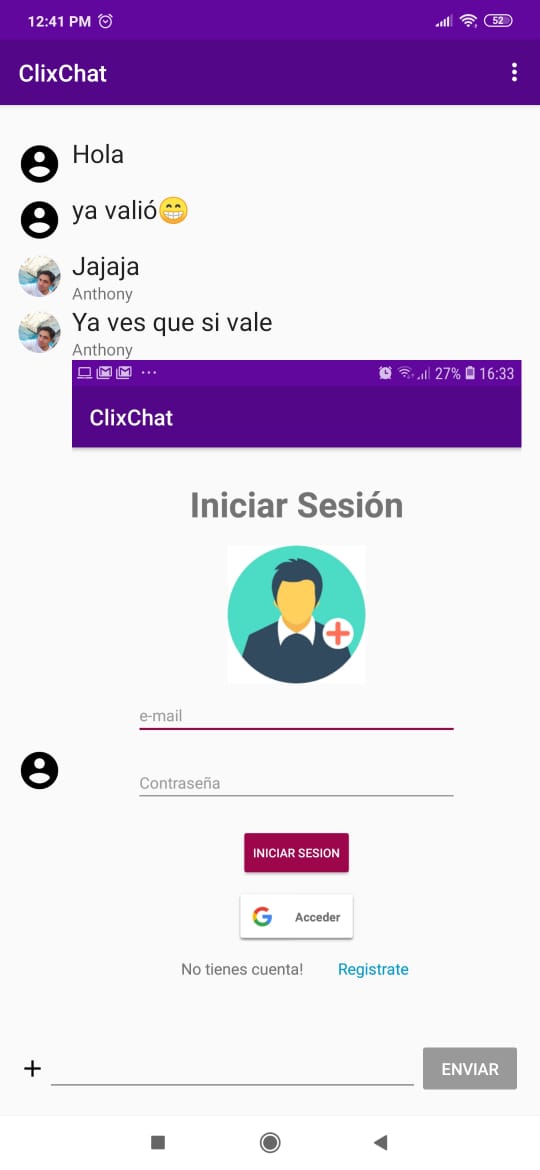 12:41 PM 52
ClixChat
Hola
ya valió😁
Jajaja
Anthony
Ya ves que si vale
Anthony
27% 16:33
ClixChat
Iniciar Sesión
e-mail
Contraseña
INICIAR SESION
Acceder
No tienes cuenta! Registrate
ENVIAR